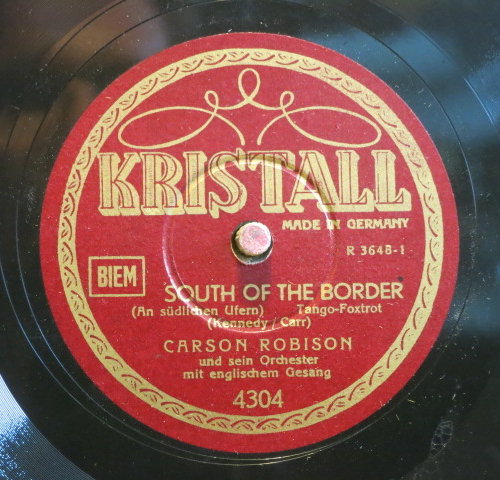 KRISTALL
MADE IN GERMANY
R 3648-1
BIEM
SOUTH OF THE BORDER
(An südlichen Ufern) Tango-Foxtrot
(Kennedy / Carr)
CARSON ROBISON
und sein Orchester
mit englischem Gesang
4304